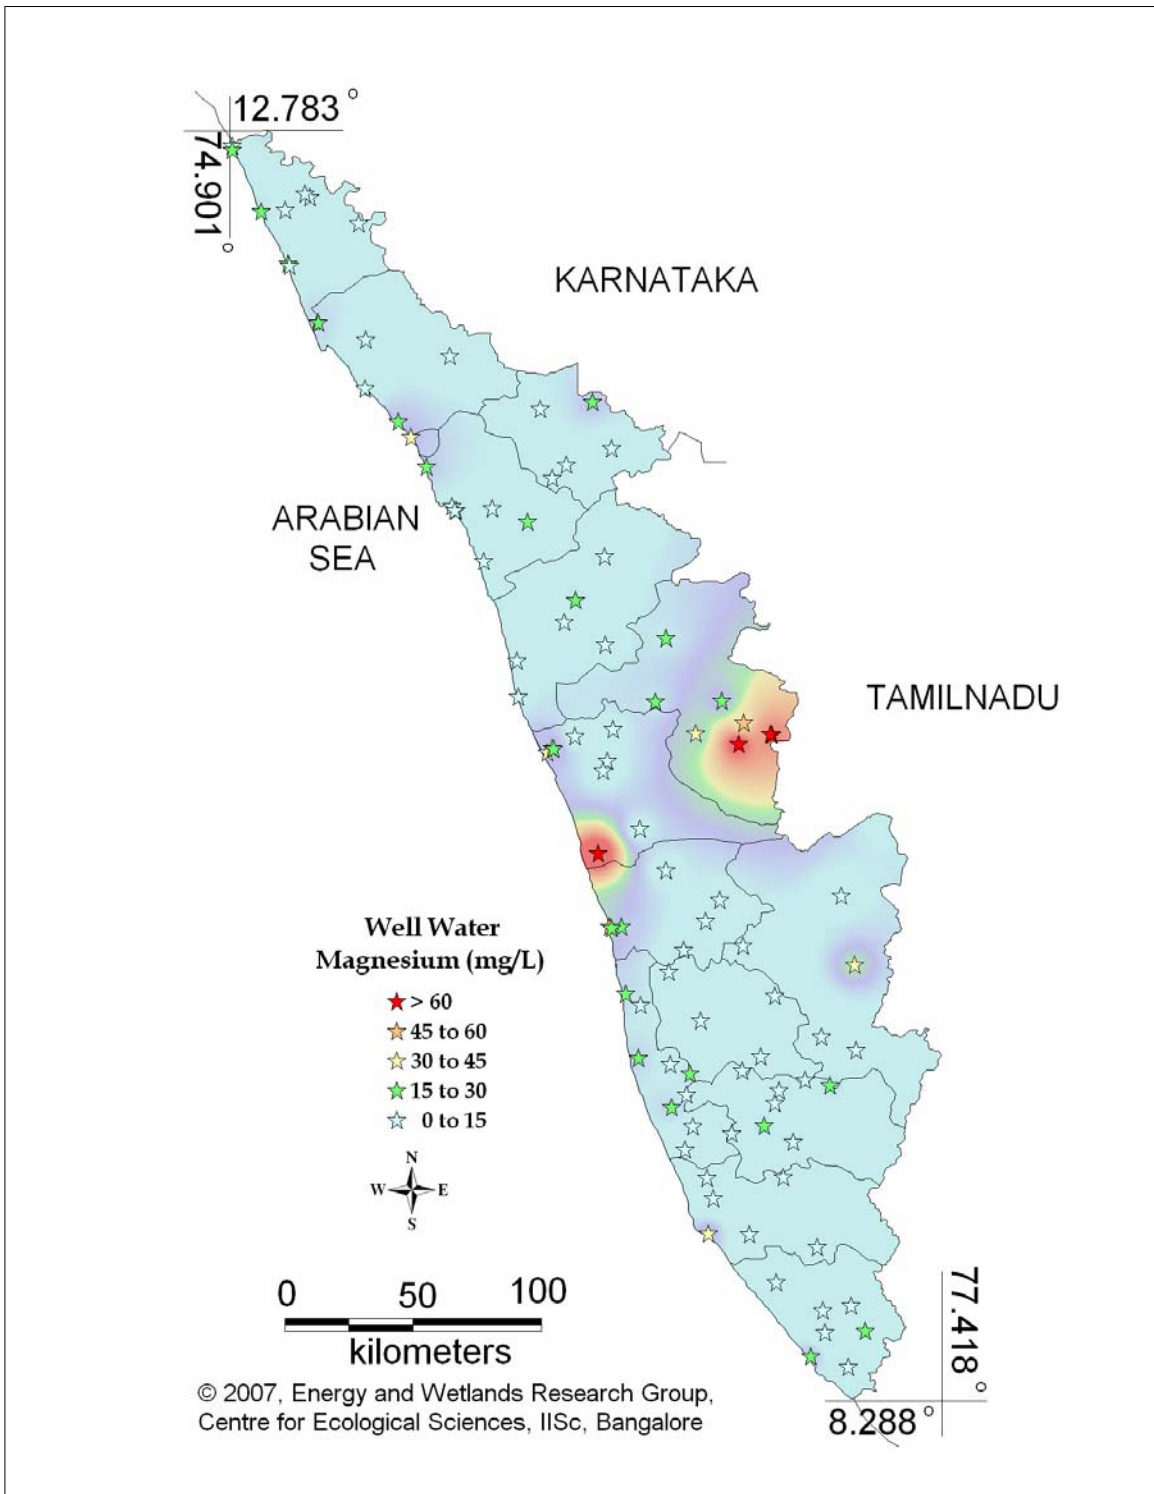 12.783 °
74.901 °
KARNATAKA
ARABIAN
SEA
TAMILNADU
Well Water
Magnesium (mg/L)
> 60
45 to 60
30 to 45
15 to 30
0 to 15
N
W E
S
0 50 100
kilometers
77.418 °
8.288 °
© 2007, Energy and Wetlands Research Group,
Centre for Ecological Sciences, IISc, Bangalore